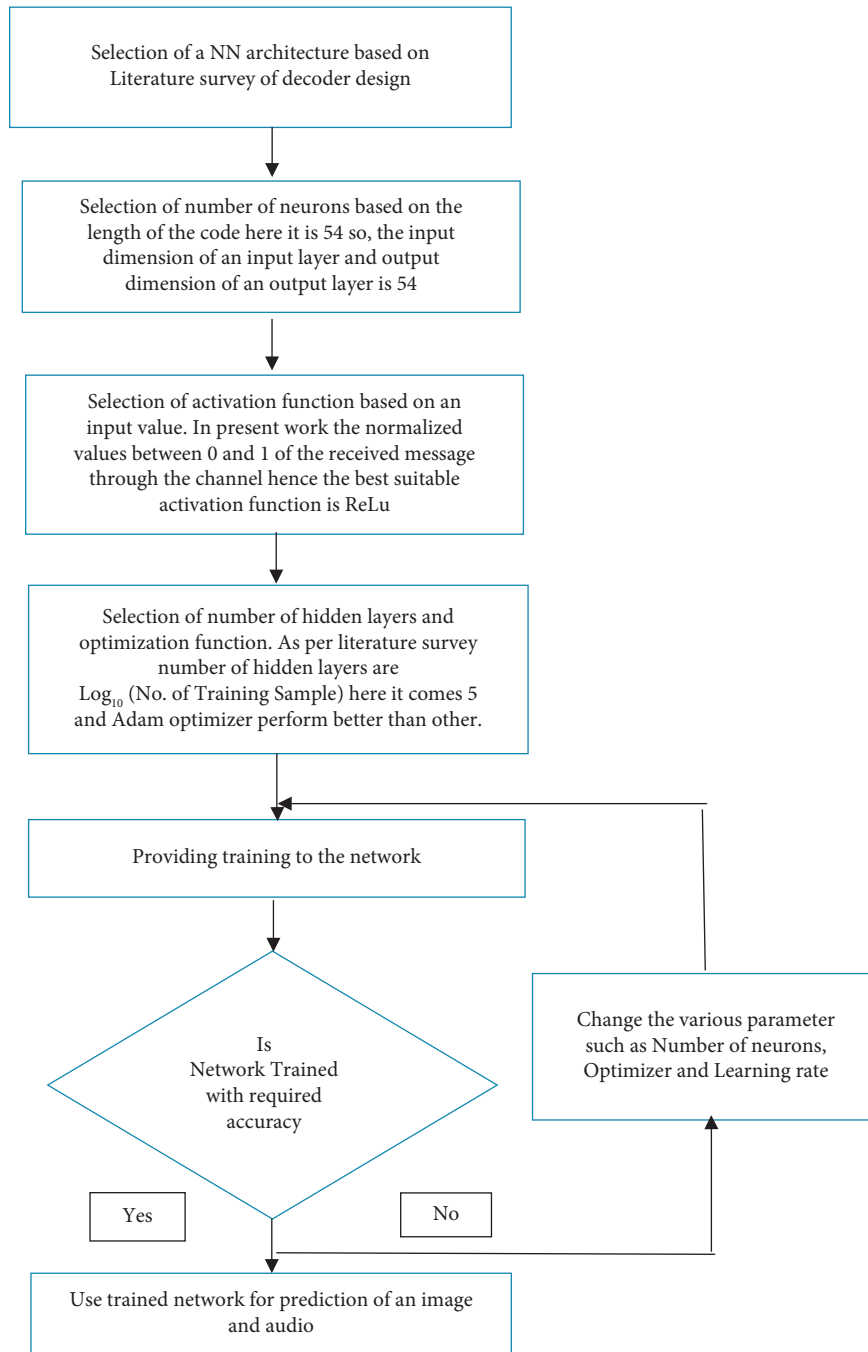 Selection of a NN architecture based on
Literature survey of decoder design
Selection of number of neurons based on the
length of the code here it is 54 so, the input
dimension of an input layer and output
dimension of an output layer is 54
Selection of activation function based on an
input value. In present work the normalized
values between 0 and 1 of the received message
through the channel hence the best suitable
activation function is ReLu
Selection of number of hidden layers and
optimization function. As per literature survey
number of hidden layers are
Log₁₀ (No. of Training Sample) here it comes 5
and Adam optimizer perform better than other.
Providing training to the network
Is
Network Trained
with required
accuracy
Change the various parameter
such as Number of neurons,
Optimizer and Learning rate
Yes
No
Use trained network for prediction of an image
and audio